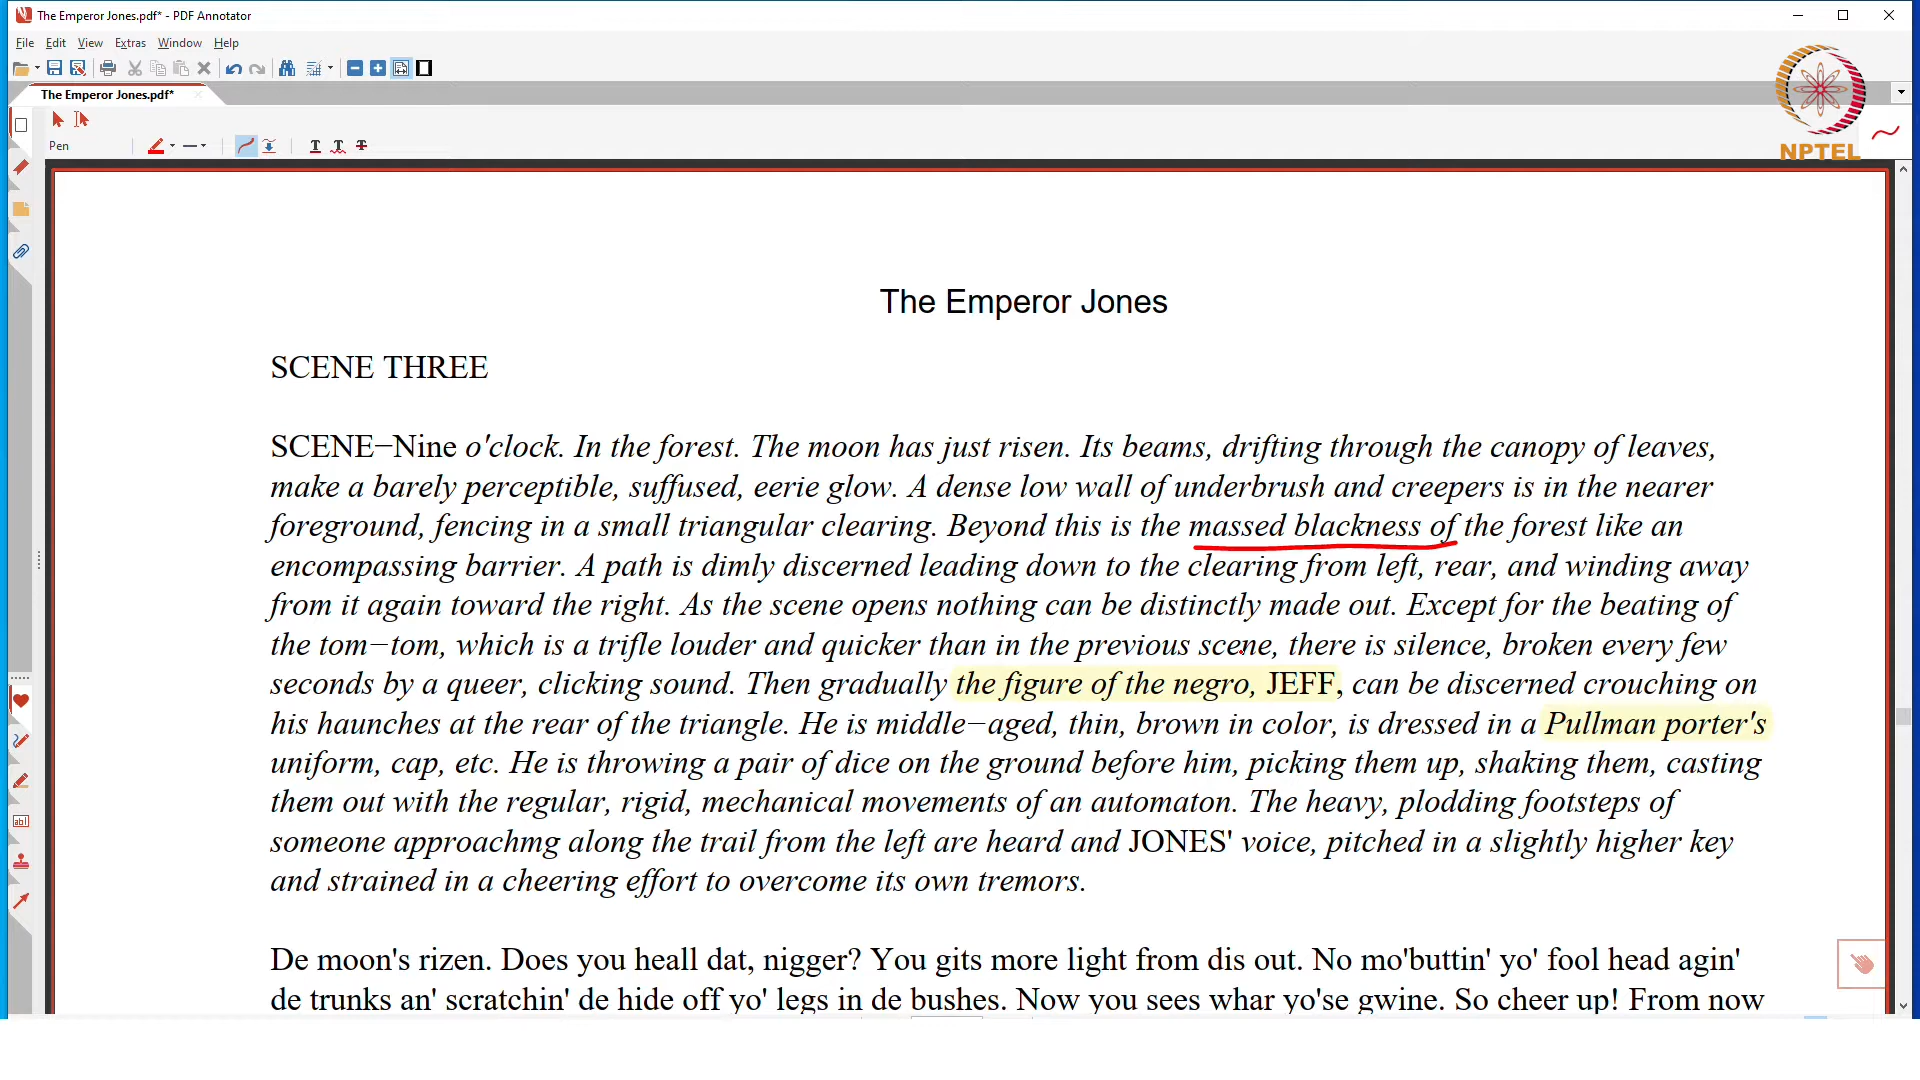 The Emperor Jones.pdf* - PDF Annotator
File Edit View Extras Window Help
The Emperor Jones.pdf*
Pen
NPTEL
The Emperor Jones
SCENE THREE
SCENE−Nine o'clock. In the forest. The moon has just risen. Its beams, drifting through the canopy of leaves,
make a barely perceptible, suffused, eerie glow. A dense low wall of underbrush and creepers is in the nearer
foreground, fencing in a small triangular clearing. Beyond this is the massed blackness of the forest like an
encompassing barrier. A path is dimly discerned leading down to the clearing from left, rear, and winding away
from it again toward the right. As the scene opens nothing can be distinctly made out. Except for the beating of
the tom−tom, which is a trifle louder and quicker than in the previous scene, there is silence, broken every few
seconds by a queer, clicking sound. Then gradually the figure of the negro, JEFF, can be discerned crouching on
his haunches at the rear of the triangle. He is middle−aged, thin, brown in color, is dressed in a Pullman porter's
uniform, cap, etc. He is throwing a pair of dice on the ground before him, picking them up, shaking them, casting
them out with the regular, rigid, mechanical movements of an automaton. The heavy, plodding footsteps of
someone approachmg along the trail from the left are heard and JONES' voice, pitched in a slightly higher key
and strained in a cheering effort to overcome its own tremors.
De moon's rizen. Does you heall dat, nigger? You gits more light from dis out. No mo'buttin' yo' fool head agin'
de trunks an' scratchin' de hide off yo' legs in de bushes. Now you sees whar yo'se gwine. So cheer up! From now